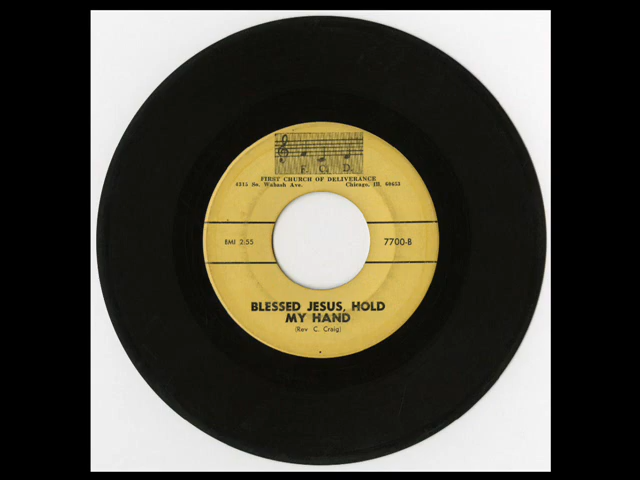 F. C. D.
FIRST CHURCH OF DELIVERANCE
4315 So. Wabash Ave. Chicago, Ill. 60653
EMI 2:55 7700-B
BLESSED JESUS, HOLD
MY HAND
(Rev. C. Craig)